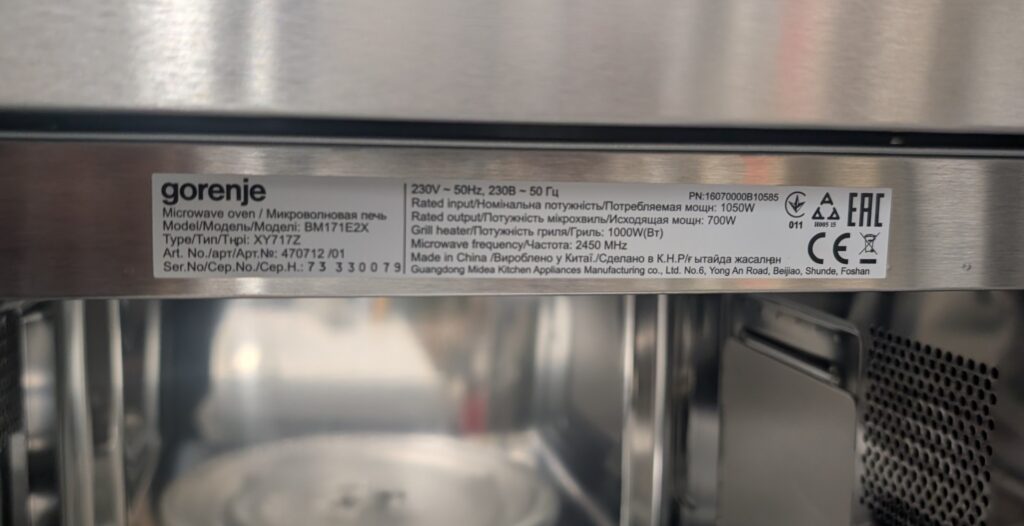 gorenje
Microwave oven / Микроволновая печь
Model/Модель/Моделі: BM171E2X
Type/Тип/Түрі: XY717Z
Art. No./арт/Арт.№: 470712 /01
Ser.No/Сер.No./Сер.Н.: 73 330079
230V ~ 50Hz, 230В ~ 50 Гц
Rated input/Номінальна потужність/Потребляемая мощн: 1050W
Rated output/Потужність мікрохвиль/Исходящая мощн: 700W
Grill heater/Потужність гриля/Гриль: 1000W(Вт)
Microwave frequency/Частота: 2450 MHz
Made in China /Вироблено у Китаї./Сделано в К.Н.Р/ қытайда жасалған
Guangdong Midea Kitchen Appliances Manufacturing co., Ltd. No.6, Yong An Road, Beijiao, Shunde, Foshan
PN:16070000B10585
011
EAC
CE